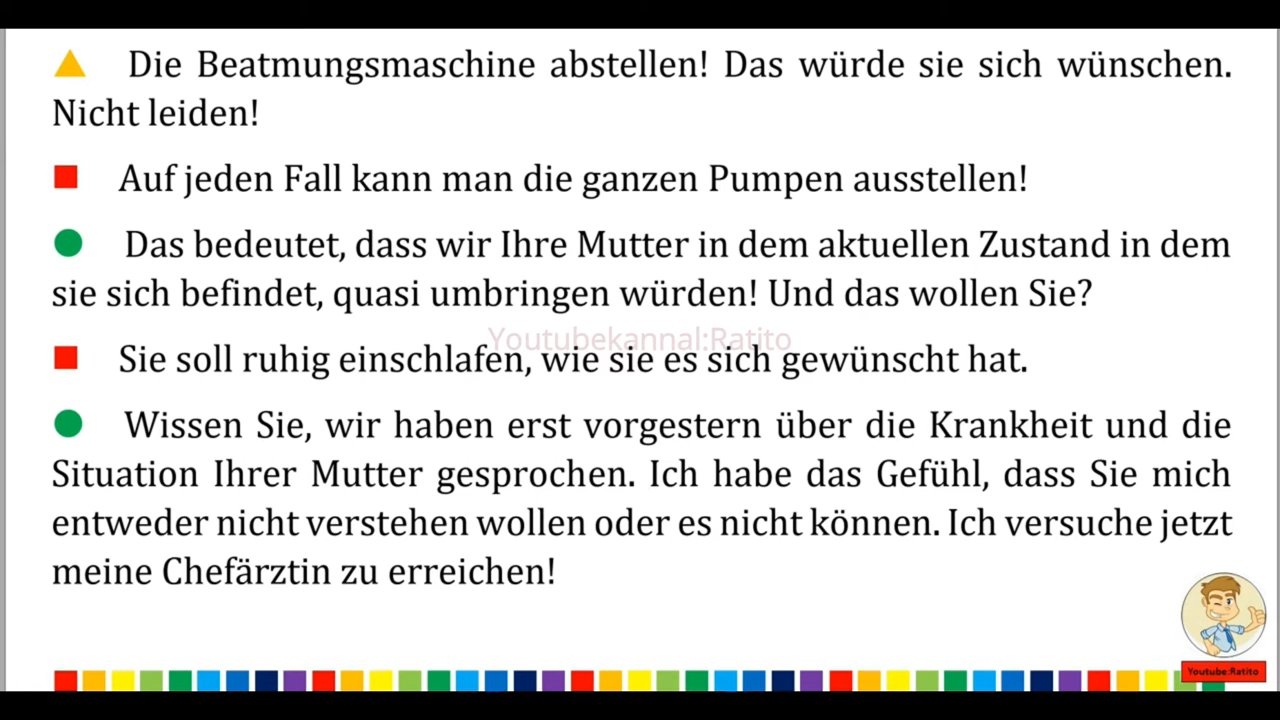 Die Beatmungsmaschine abstellen! Das würde sie sich wünschen.
Nicht leiden!
Auf jeden Fall kann man die ganzen Pumpen ausstellen!
Das bedeutet, dass wir Ihre Mutter in dem aktuellen Zustand in dem
sie sich befindet, quasi umbringen würden! Und das wollen Sie?
Youtubekannal:Ratito
Sie soll ruhig einschlafen, wie sie es sich gewünscht hat.
Wissen Sie, wir haben erst vorgestern über die Krankheit und die
Situation Ihrer Mutter gesprochen. Ich habe das Gefühl, dass Sie mich
entweder nicht verstehen wollen oder es nicht können. Ich versuche jetzt
meine Chefärztin zu erreichen!
Youtube:Ratito